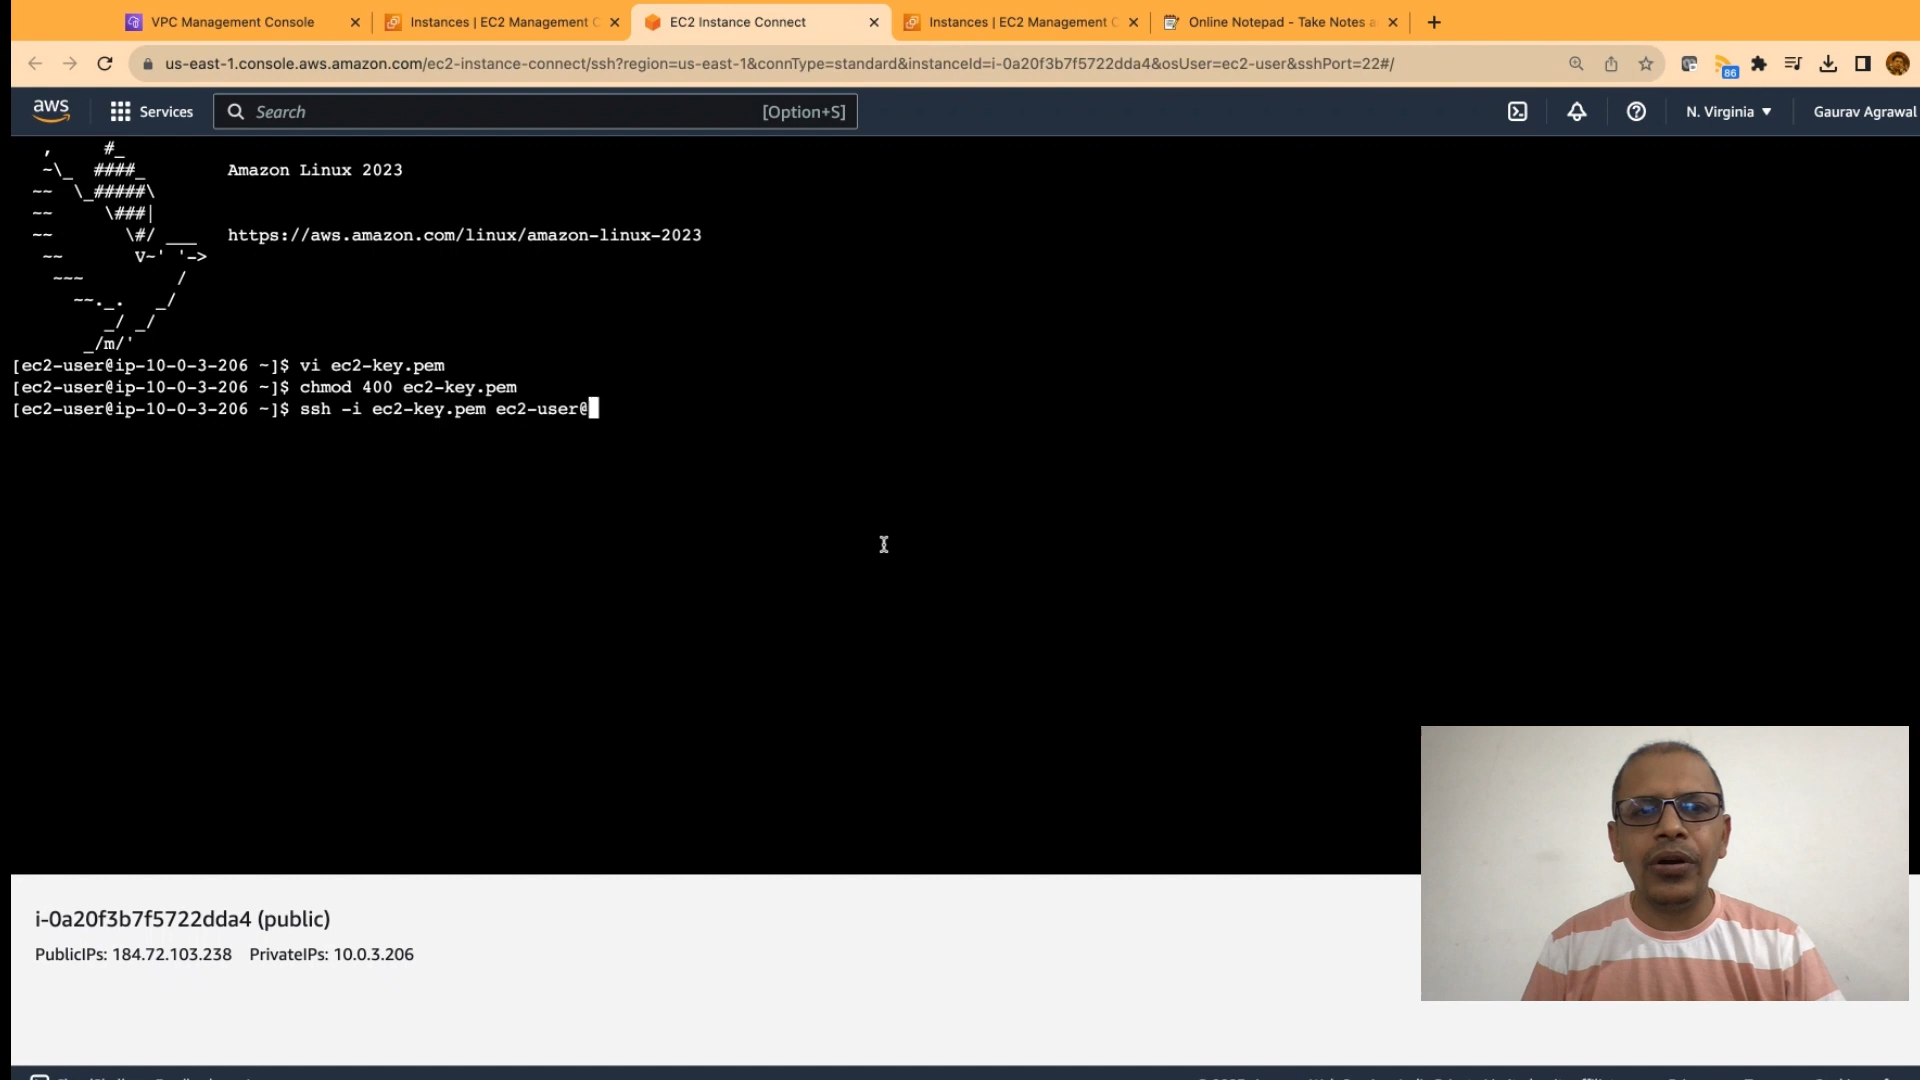 VPC Management Console
Instances | EC2 Management C
EC2 Instance Connect
Instances | EC2 Management C
Online Notepad - Take Notes a
us-east-1.console.aws.amazon.com/ec2-instance-connect/ssh?region=us-east-1&connType=standard&instanceId=i-0a20f3b7f5722dda4&osUser=ec2-user&sshPort=22#/
86
aws
Services
Search
[Option+S]
N. Virginia
Gaurav Agrawal
   ,     #_
   ~\_  ####_        Amazon Linux 2023
  ~~  \_#####\
  ~~     \###|
  ~~       \#/ ___   https://aws.amazon.com/linux/amazon-linux-2023
   ~~       V~' '->
    ~~~         /
      ~~._.   _/
         _/ _/
       _/m/'
[ec2-user@ip-10-0-3-206 ~]$ vi ec2-key.pem
[ec2-user@ip-10-0-3-206 ~]$ chmod 400 ec2-key.pem
[ec2-user@ip-10-0-3-206 ~]$ ssh -i ec2-key.pem ec2-user@
i-0a20f3b7f5722dda4 (public)
PublicIPs: 184.72.103.238 PrivateIPs: 10.0.3.206